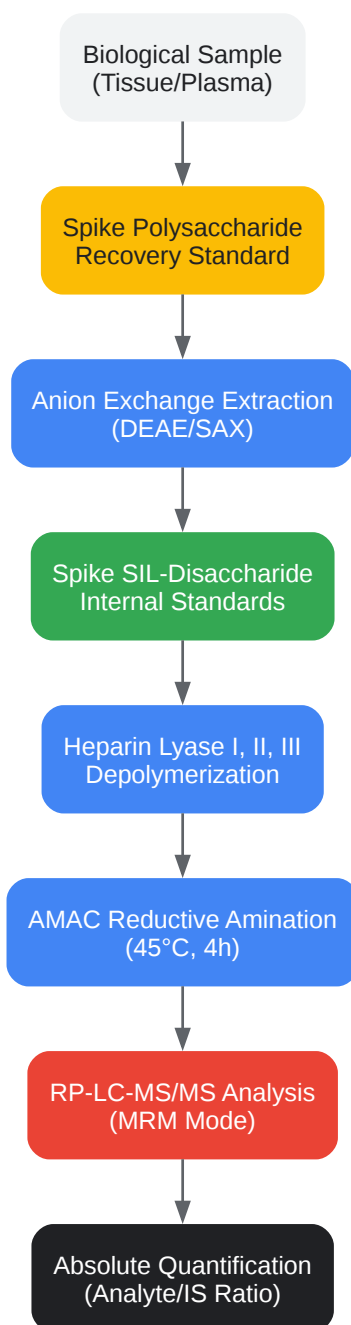 Biological Sample
(Tissue/Plasma)
Spike Polysaccharide
Recovery Standard
Anion Exchange Extraction
(DEAE/SAX)
Spike SIL-Disaccharide
Internal Standards
Heparin Lyase I, II, III
Depolymerization
AMAC Reductive Amination
(45°C, 4h)
RP-LC-MS/MS Analysis
(MRM Mode)
Absolute Quantification
(Analyte/IS Ratio)